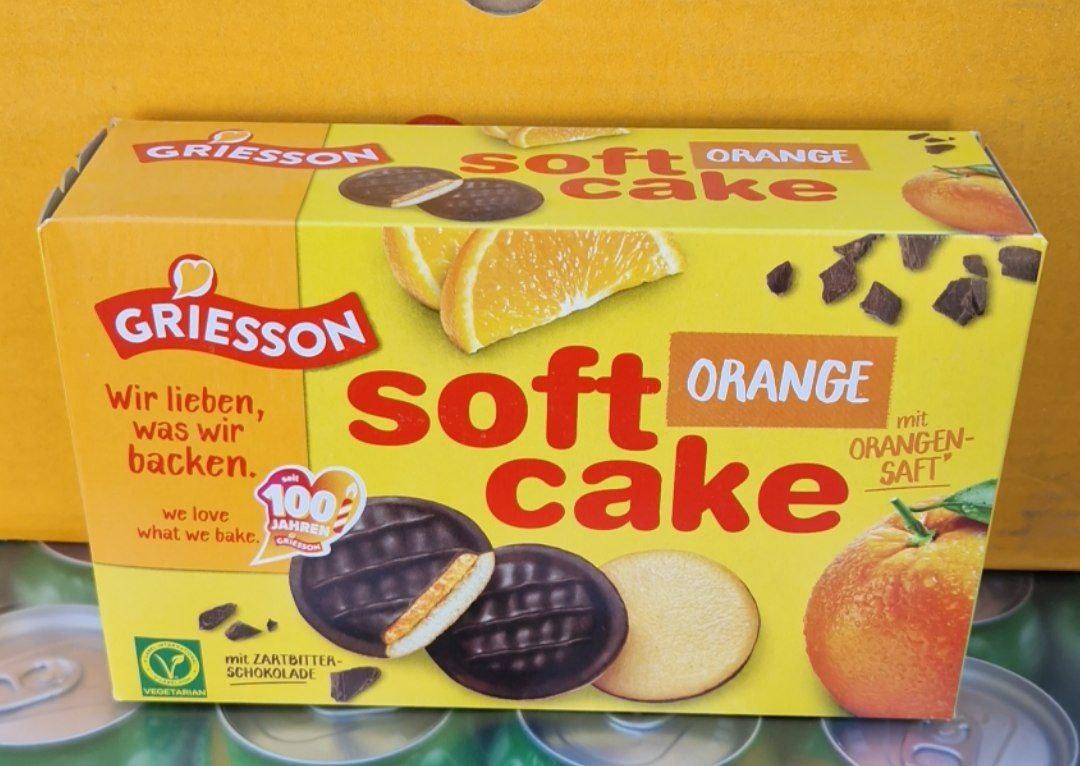 GRIESSON
soft
cake
ORANGE
GRIESSON
Wir lieben,
was wir
backen.
we love
what we bake.
seit
100
JAHREN
GRIESSON
soft
cake
ORANGE
mit
ORANGEN-
SAFT*
mit ZARTBITTER-
SCHOKOLADE
VEGETARIAN